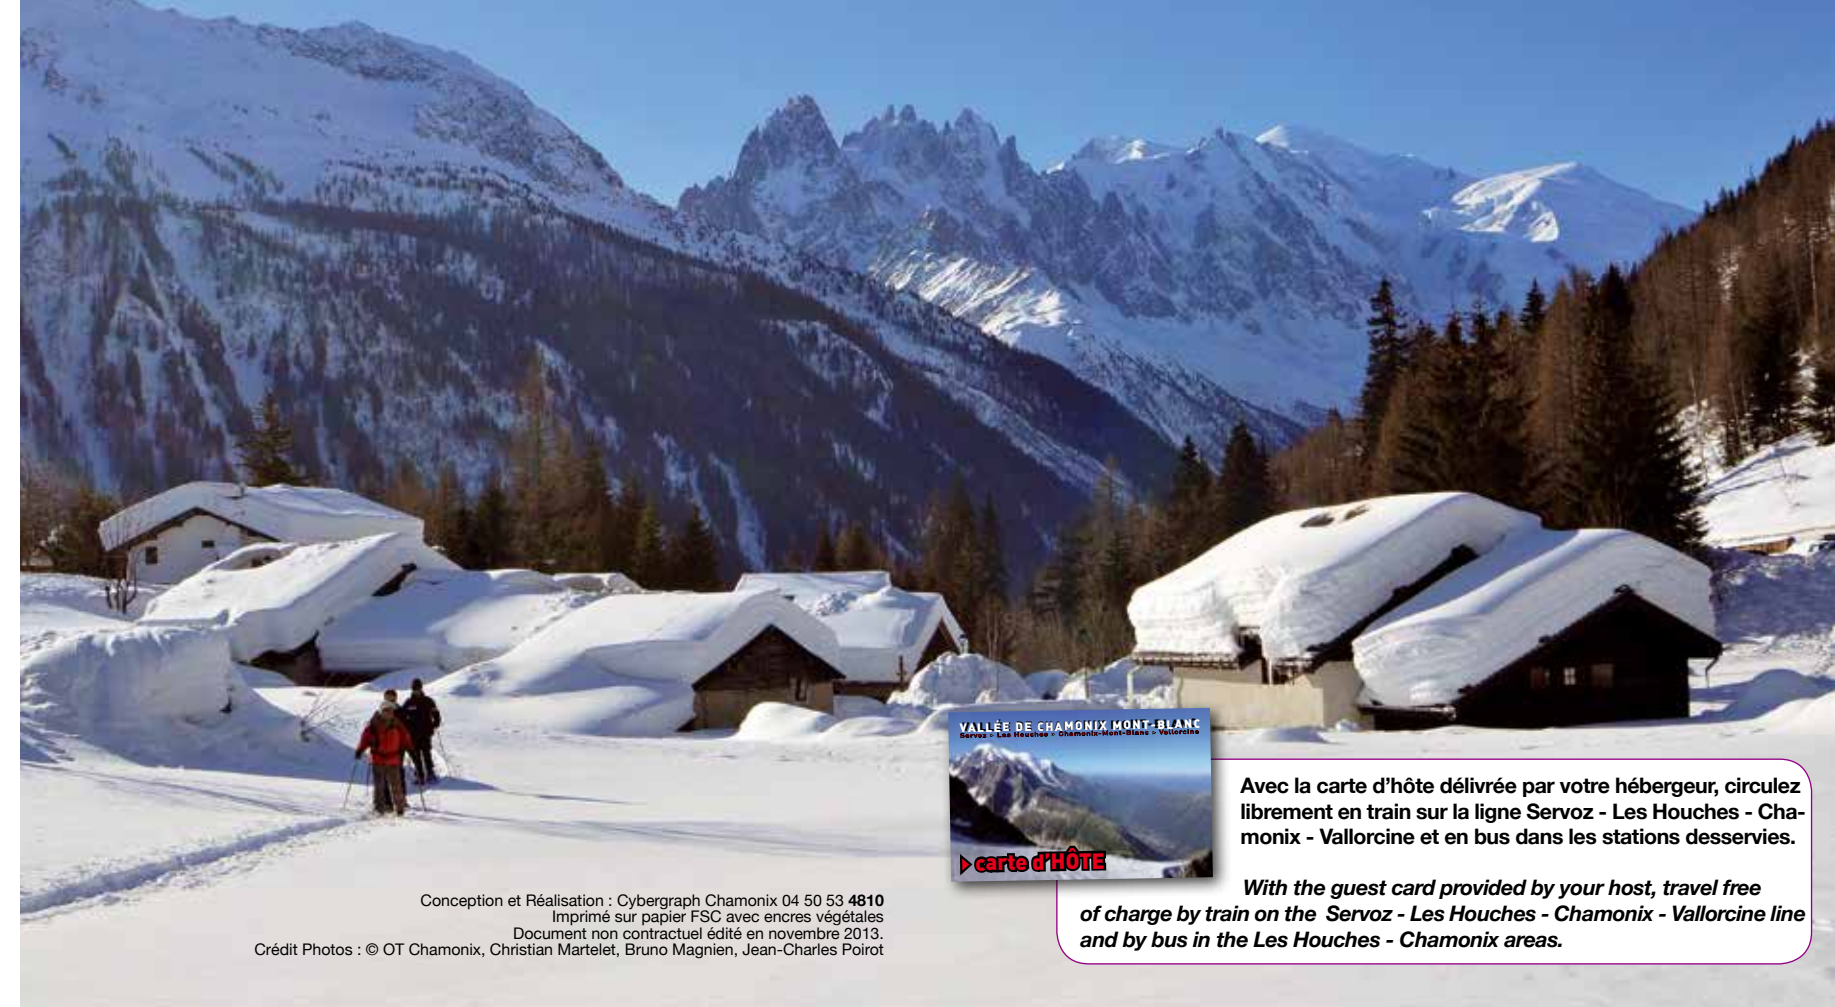 VALLÉE DE CHAMONIX MONT-BLANC
Servoz - Les Houches - Chamonix-Mont-Blanc - Vallorcine
carte d'HÔTE
Avec la carte d'hôte délivrée par votre hébergeur, circulez
librement en train sur la ligne Servoz - Les Houches - Cha-
monix - Vallorcine et en bus dans les stations desservies.
With the guest card provided by your host, travel free
of charge by train on the Servoz - Les Houches - Chamonix - Vallorcine line
and by bus in the Les Houches - Chamonix areas.
Conception et Réalisation : Cybergraph Chamonix 04 50 53 4810
Imprimé sur papier FSC avec encres végétales
Document non contractuel édité en novembre 2013.
Crédit Photos : © OT Chamonix, Christian Martelet, Bruno Magnien, Jean-Charles Poirot